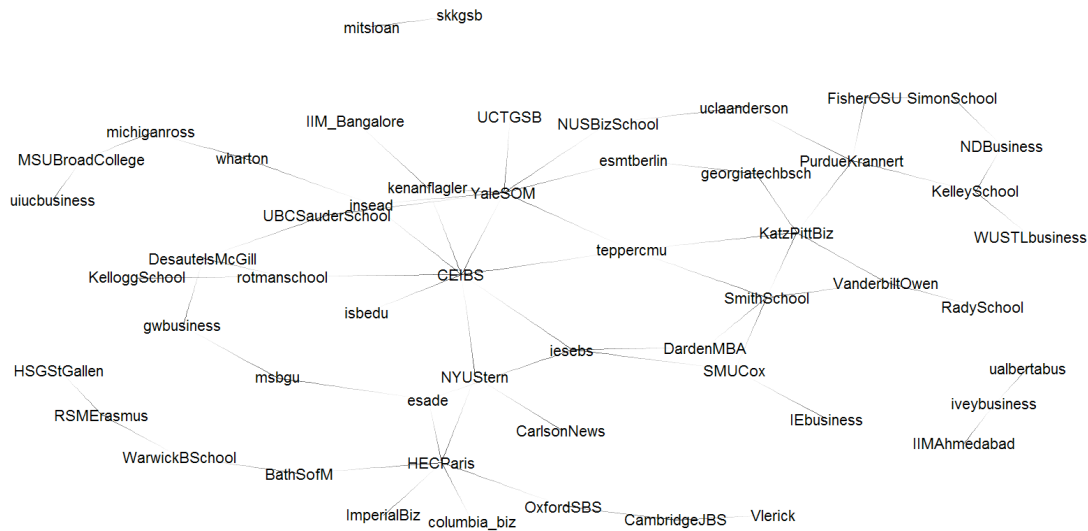 skkgsb
mitsloan
FisherOSU SimonSchool
uclaanderson
IIM_Bangalore
UCTGSB
NUSBizSchool
michiganross
NDBusiness
MSUBroadCollege
wharton
esmtberlin
PurdueKrannert
georgiatechbsch
kenanflagler
YaleSOM
KelleySchool
uiucbusiness
insead
UBCSauderSchool
KatzPittBiz
WUSTLbusiness
teppercmu
DesautelsMcGill
KelloggSchool
rotmanschool
CEIBS
VanderbiltOwen
SmithSchool
RadySchool
isbedu
gwbusiness
iesebs
DardenMBA
HSGStGallen
msbgu
NYUStern
SMUCox
ualbertabus
esade
iveybusiness
RSMErasmus
CarlsonNews
IEbusiness
IIMAhmedabad
WarwickBSchool
BathSofM
HECParis
OxfordSBS
ImperialBiz
columbia_biz
CambridgeJBS
Vlerick